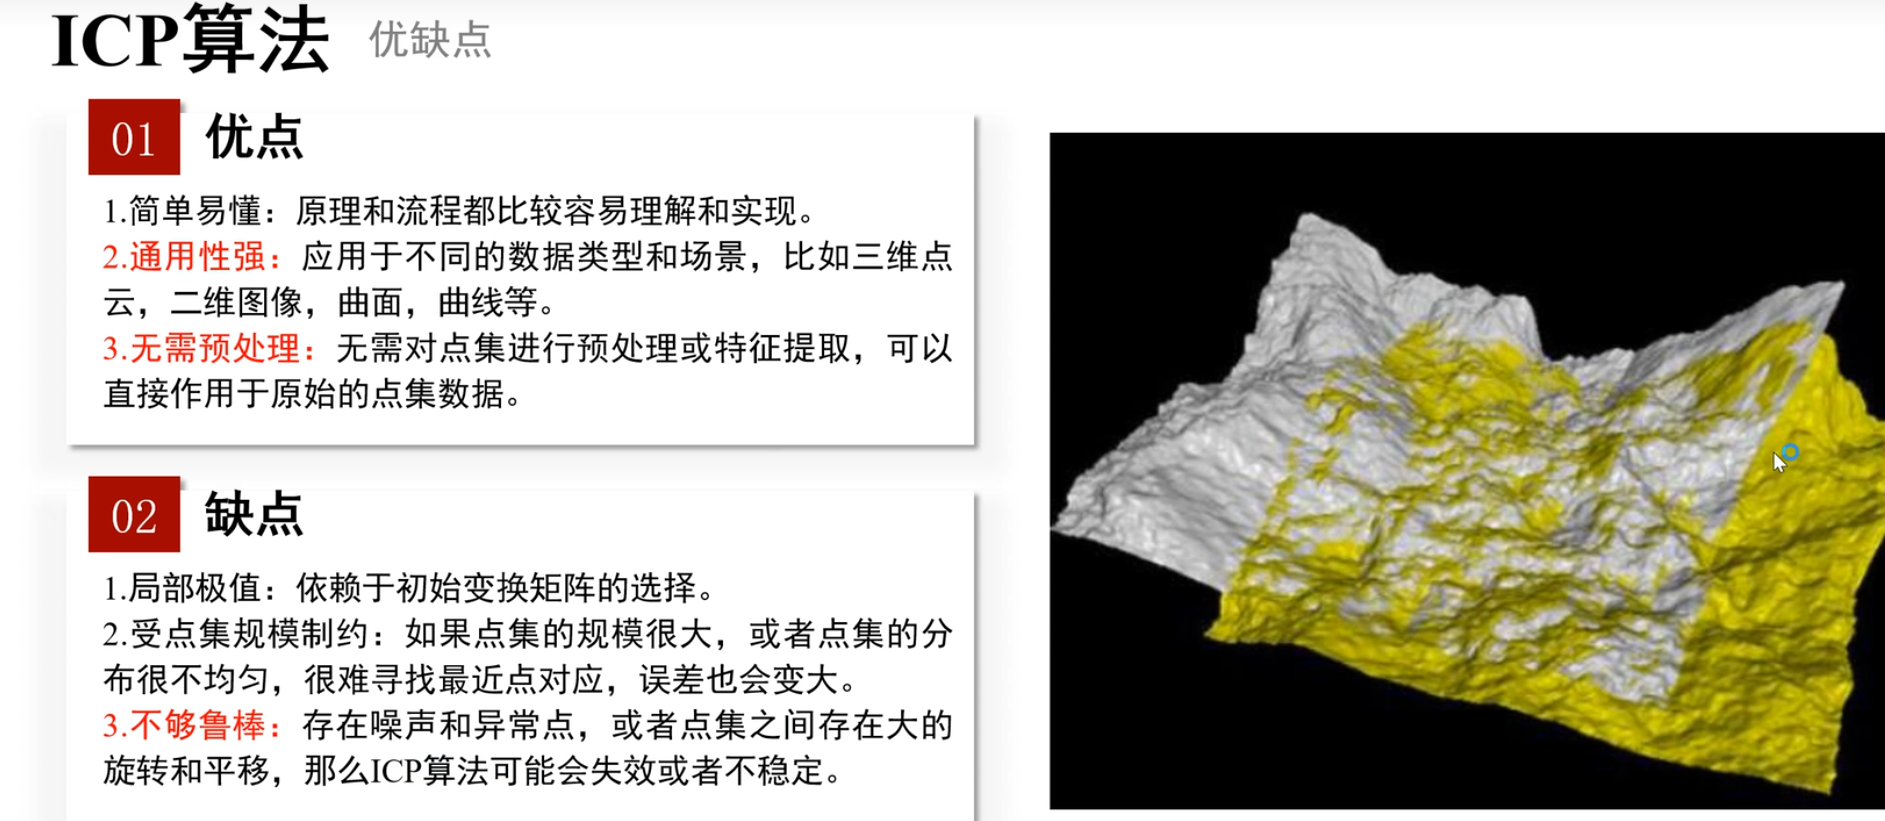 ICP算法 优缺点
01 优点
1.简单易懂：原理和流程都比较容易理解和实现。
2.通用性强：应用于不同的数据类型和场景，比如三维点
云，二维图像，曲面，曲线等。
3.无需预处理：无需对点集进行预处理或特征提取，可以
直接作用于原始的点集数据。
02 缺点
1.局部极值：依赖于初始变换矩阵的选择。
2.受点集规模制约：如果点集的规模很大，或者点集的分
布很不均匀，很难寻找最近点对应，误差也会变大。
3.不够鲁棒：存在噪声和异常点，或者点集之间存在大的
旋转和平移，那么ICP算法可能会失效或者不稳定。